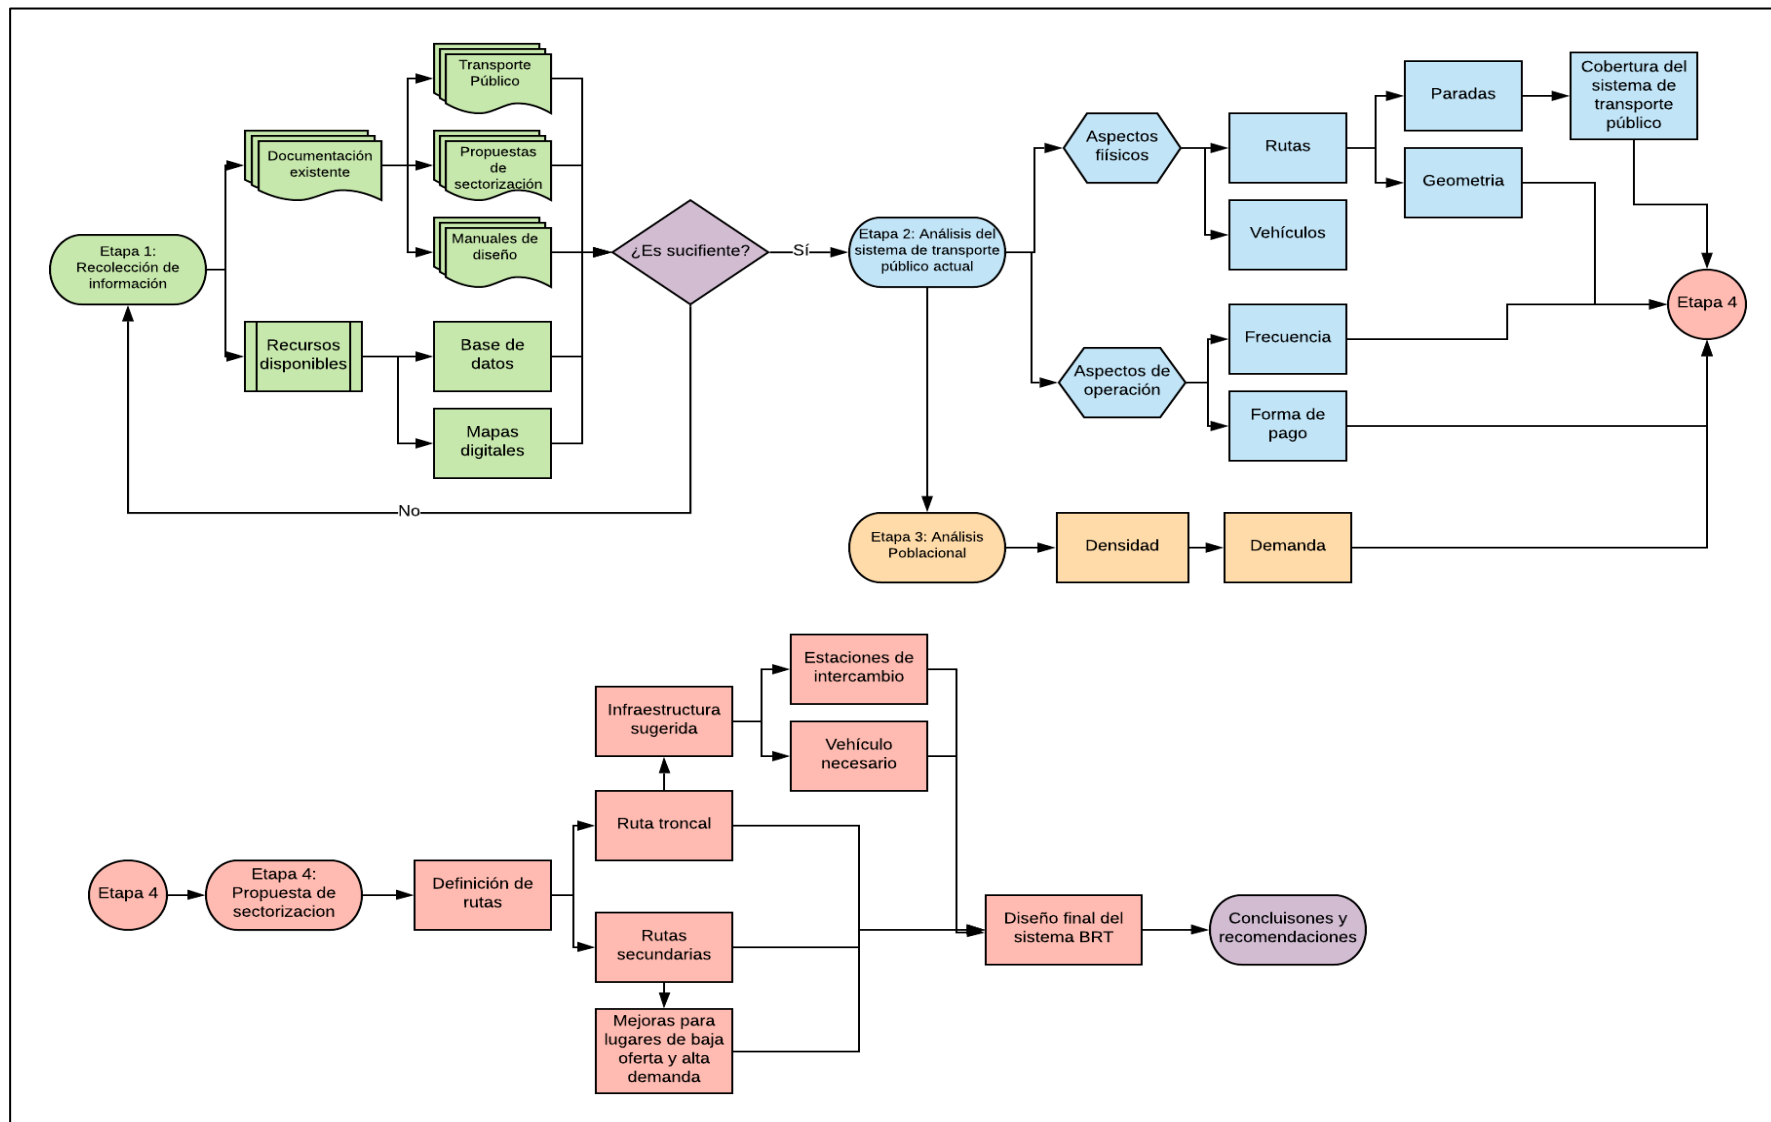 Etapa 1:
Recolección de
información
Documentación
existente
Recursos
disponibles
Transporte
Público
Propuestas
de
sectorización
Manuales de
diseño
Base de
datos
Mapas
digitales
¿Es sucifiente?
No
Sí
Etapa 2: Análisis del
sistema de transporte
público actual
Aspectos
fiísicos
Rutas
Vehículos
Paradas
Geometria
Cobertura del
sistema de
transporte
público
Aspectos de
operación
Frecuencia
Forma de
pago
Etapa 4
Etapa 3: Análisis
Poblacional
Densidad
Demanda
Etapa 4
Etapa 4:
Propuesta de
sectorizacion
Definición de
rutas
Ruta troncal
Infraestructura
sugerida
Estaciones de
intercambio
Vehículo
necesario
Rutas
secundarias
Mejoras para
lugares de baja
oferta y alta
demanda
Diseño final del
sistema BRT
Concluisones y
recomendaciones